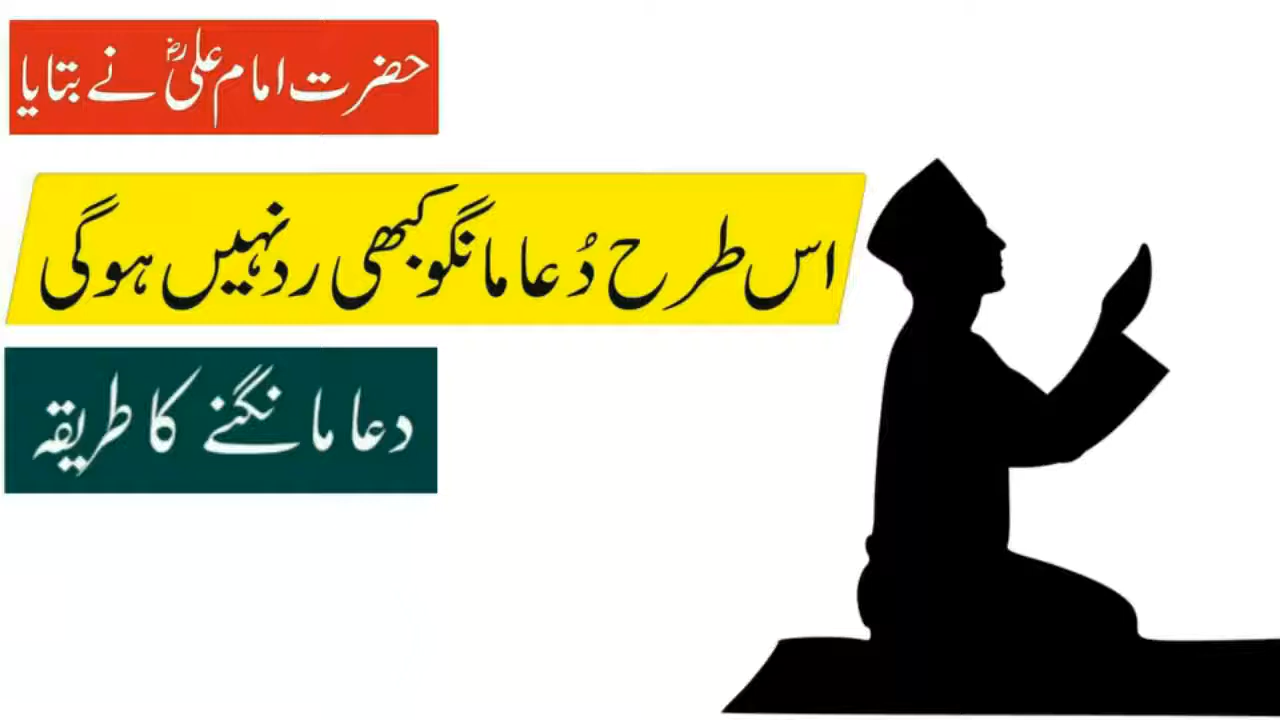 حضرت امام علیؓ نے بتایا
اس طرح دُعا مانگو کبھی رد نہیں ہوگی
دعا مانگنے کا طریقہ